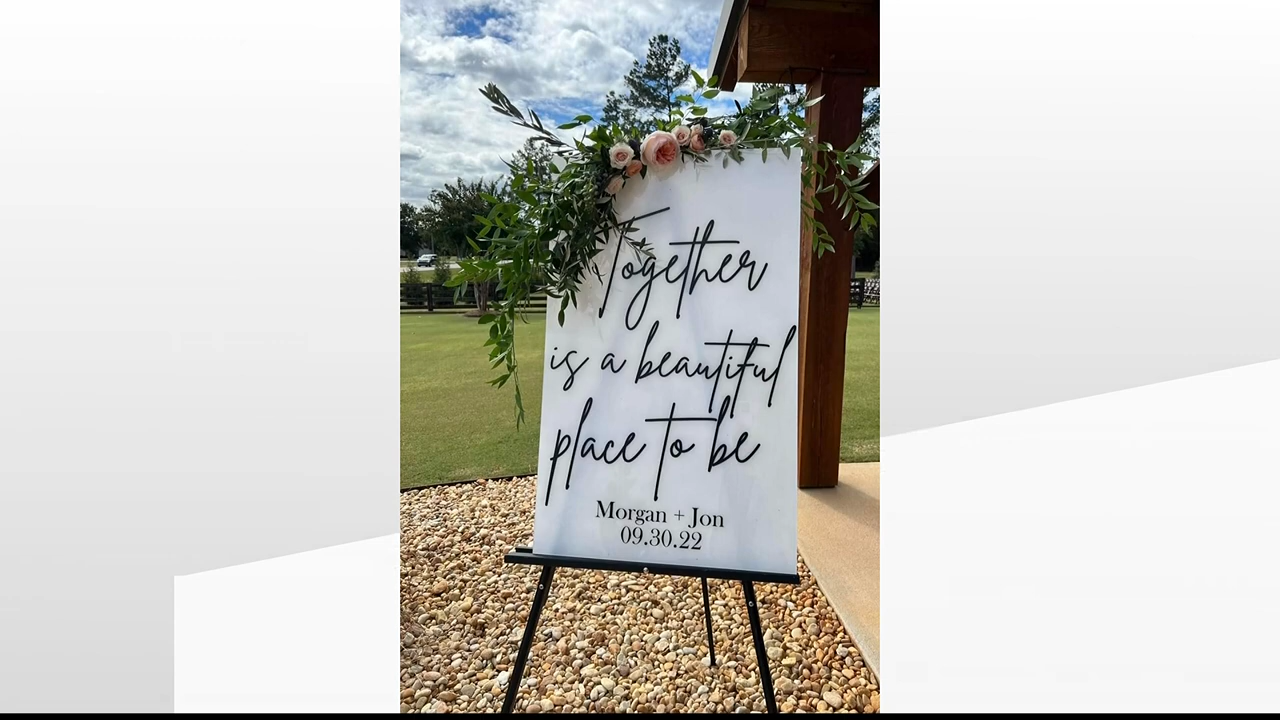 Together
is a beautiful
place to be
Morgan + Jon
09.30.22